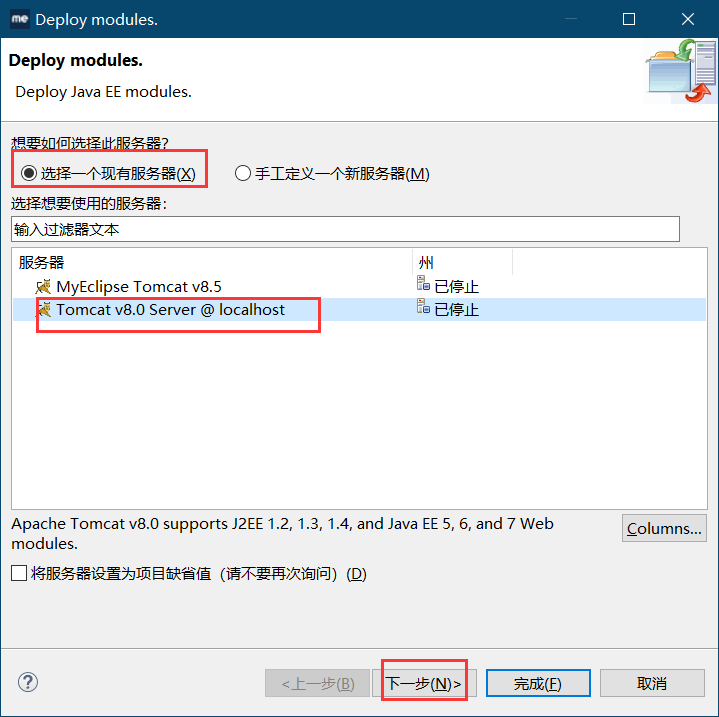 me Deploy modules.
Deploy modules.
Deploy Java EE modules.
想要如何选择此服务器?
选择一个现有服务器(X) 手工定义一个新服务器(M)
选择想要使用的服务器:
输入过滤器文本
服务器 州
MyEclipse Tomcat v8.5 已停止
Tomcat v8.0 Server @ localhost 已停止
Apache Tomcat v8.0 supports J2EE 1.2, 1.3, 1.4, and Java EE 5, 6, and 7 Web
modules.
Columns...
将服务器设置为项目缺省值（请不要再次询问）(D)
? <上一步(B) 下一步(N)> 完成(F) 取消